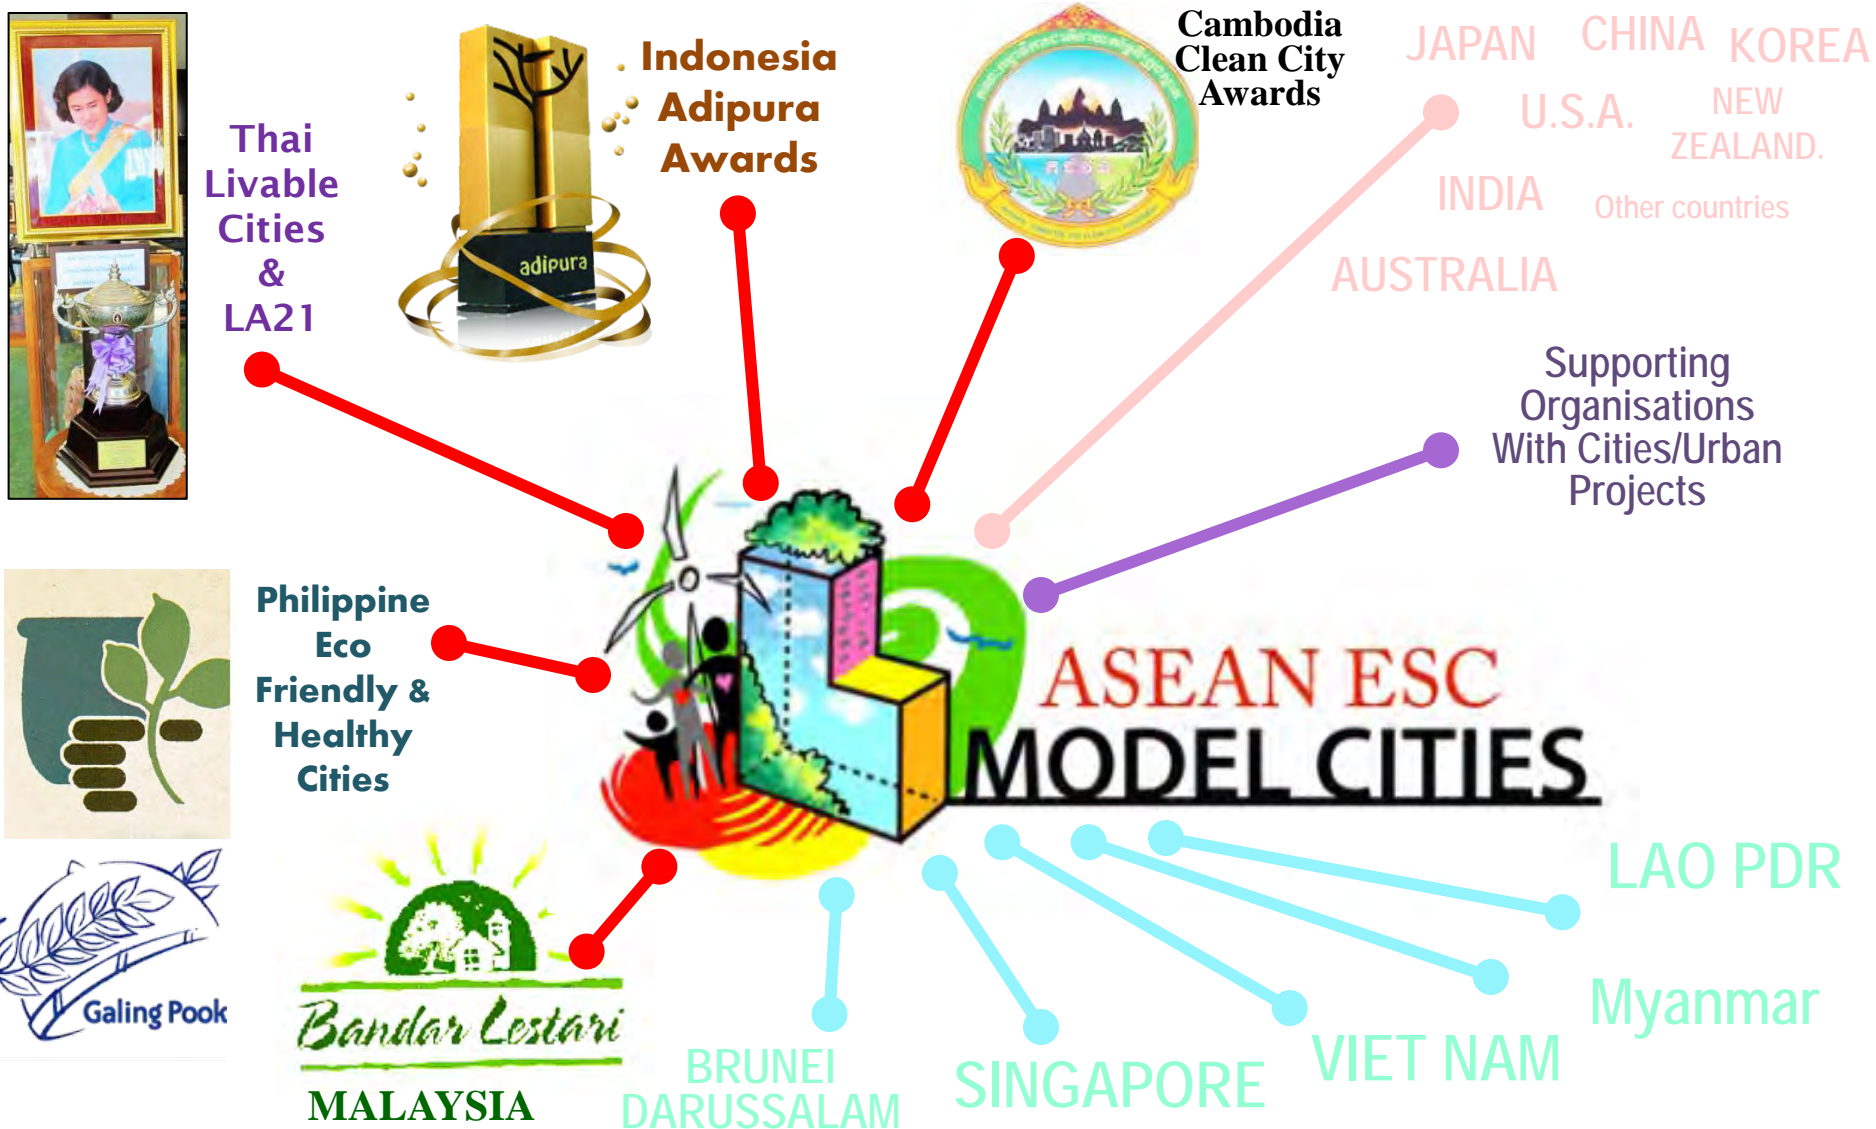 Thai
Livable
Cities
&
LA21
Indonesia
Adipura
Awards
adipura
Cambodia
Clean City
Awards
JAPAN
CHINA
KOREA
U.S.A.
NEW
ZEALAND.
INDIA
Other countries
AUSTRALIA
Supporting
Organisations
With Cities/Urban
Projects
Philippine
Eco
Friendly &
Healthy
Cities
ASEAN ESC
MODEL CITIES
Galing Pook
Bandar Lestari
MALAYSIA
BRUNEI
DARUSSALAM
SINGAPORE
VIET NAM
Myanmar
LAO PDR